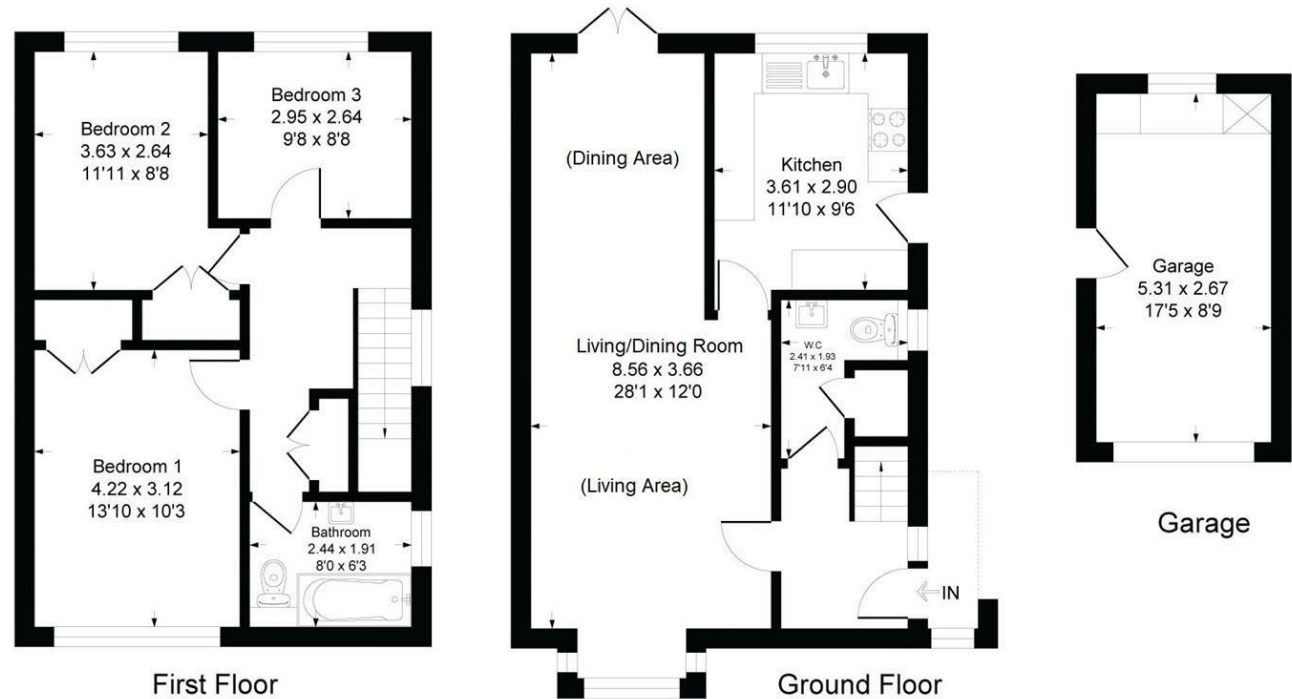 Bedroom 2
3.63 x 2.64
11'11 x 8'8
Bedroom 3
2.95 x 2.64
9'8 x 8'8
Bedroom 1
4.22 x 3.12
13'10 x 10'3
Bathroom
2.44 x 1.91
8'0 x 6'3
First Floor
(Dining Area)
Kitchen
3.61 x 2.90
11'10 x 9'6
Living/Dining Room
8.56 x 3.66
28'1 x 12'0
W.C
2.41 x 1.93
7'11 x 6'4
(Living Area)
IN
Ground Floor
Garage
5.31 x 2.67
17'5 x 8'9
Garage